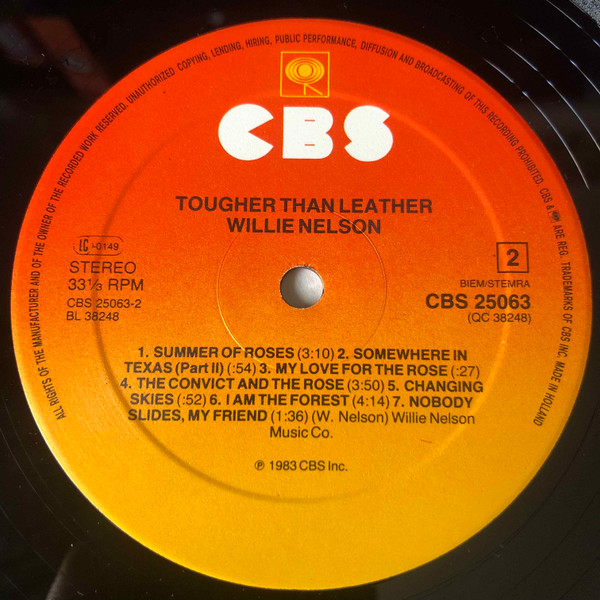 ALL RIGHTS OF THE MANUFACTURER AND OF THE OWNER OF THE RECORDED WORK RESERVED. UNAUTHORIZED COPYING, LENDING, HIRING, PUBLIC PERFORMANCE, DIFFUSION AND BROADCASTING OF THIS RECORDING PROHIBITED. CBS & ARE REG. TRADEMARKS OF CBS INC. MADE IN HOLLAND
CBS
TOUGHER THAN LEATHER
WILLIE NELSON
LC-0149
STEREO
33⅓ RPM
CBS 25063-2
BL 38248
2
BIEM/STEMRA
CBS 25063
(QC 38248)
1. SUMMER OF ROSES (3:10) 2. SOMEWHERE IN
TEXAS (Part II) (:54) 3. MY LOVE FOR THE ROSE (:27)
4. THE CONVICT AND THE ROSE (3:50) 5. CHANGING
SKIES (:52) 6. I AM THE FOREST (4:14) 7. NOBODY
SLIDES, MY FRIEND (1:36) (W. Nelson) Willie Nelson
Music Co.
℗ 1983 CBS Inc.